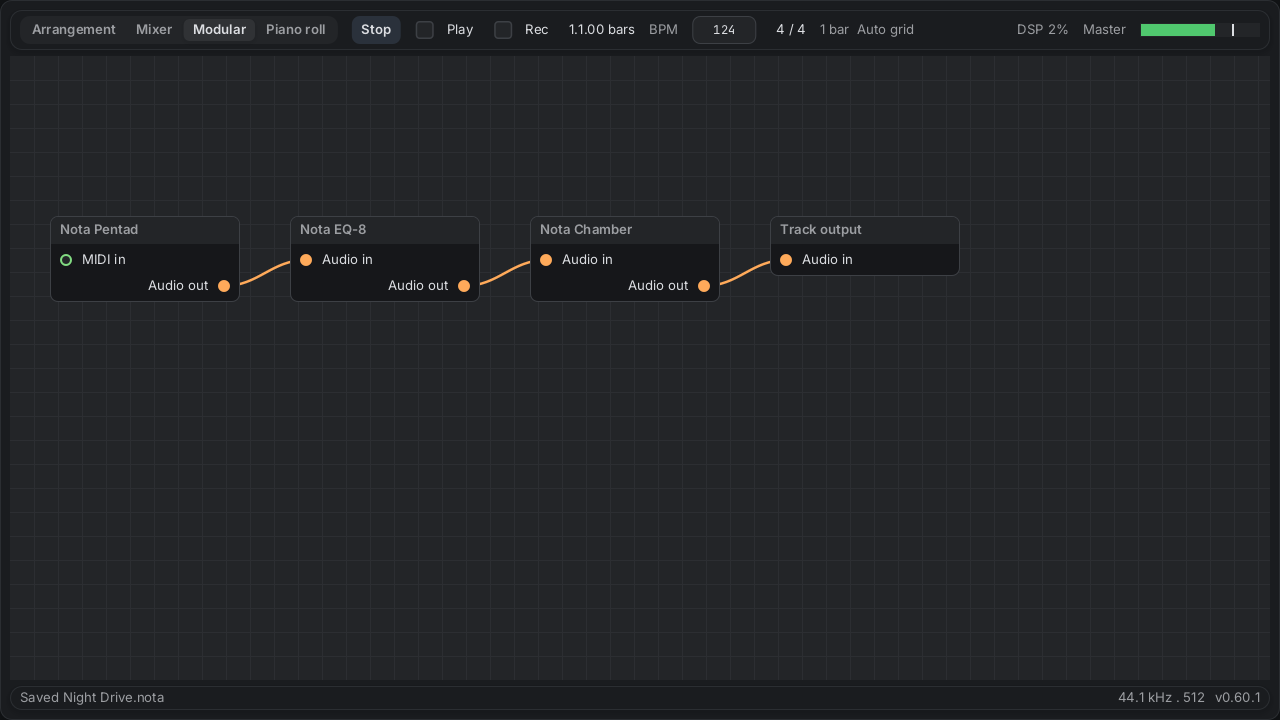 Arrangement Mixer Modular Piano roll Stop Play Rec 1.1.00 bars BPM 124 4 / 4 1 bar Auto grid DSP 2% Master
Nota Pentad
MIDI in
Audio out
Nota EQ-8
Audio in
Audio out
Nota Chamber
Audio in
Audio out
Track output
Audio in
Saved Night Drive.nota 44.1 kHz . 512 v0.60.1